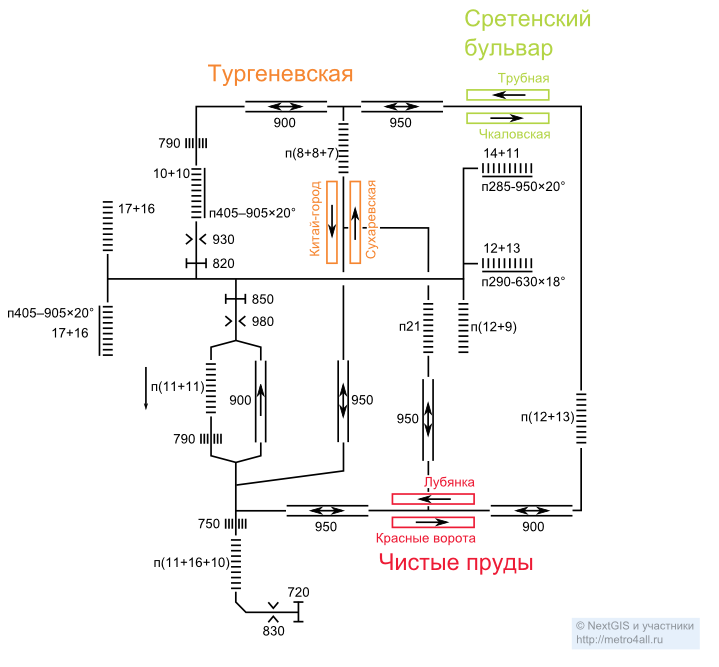 Сретенский
бульвар
Тургеневская
Трубная
Чкаловская
900
950
790
п(8+8+7)
14+11
п285-950×20°
10+10
17+16
п405–905×20°
Китай-город
Сухаревская
930
820
12+13
п290-630×18°
850
980
п405–905×20°
17+16
п21
п(12+9)
п(11+11)
900
950
950
п(12+13)
790
Лубянка
Красные ворота
750
950
900
Чистые пруды
п(11+16+10)
720
830
© NextGIS и участники
http://metro4all.ru